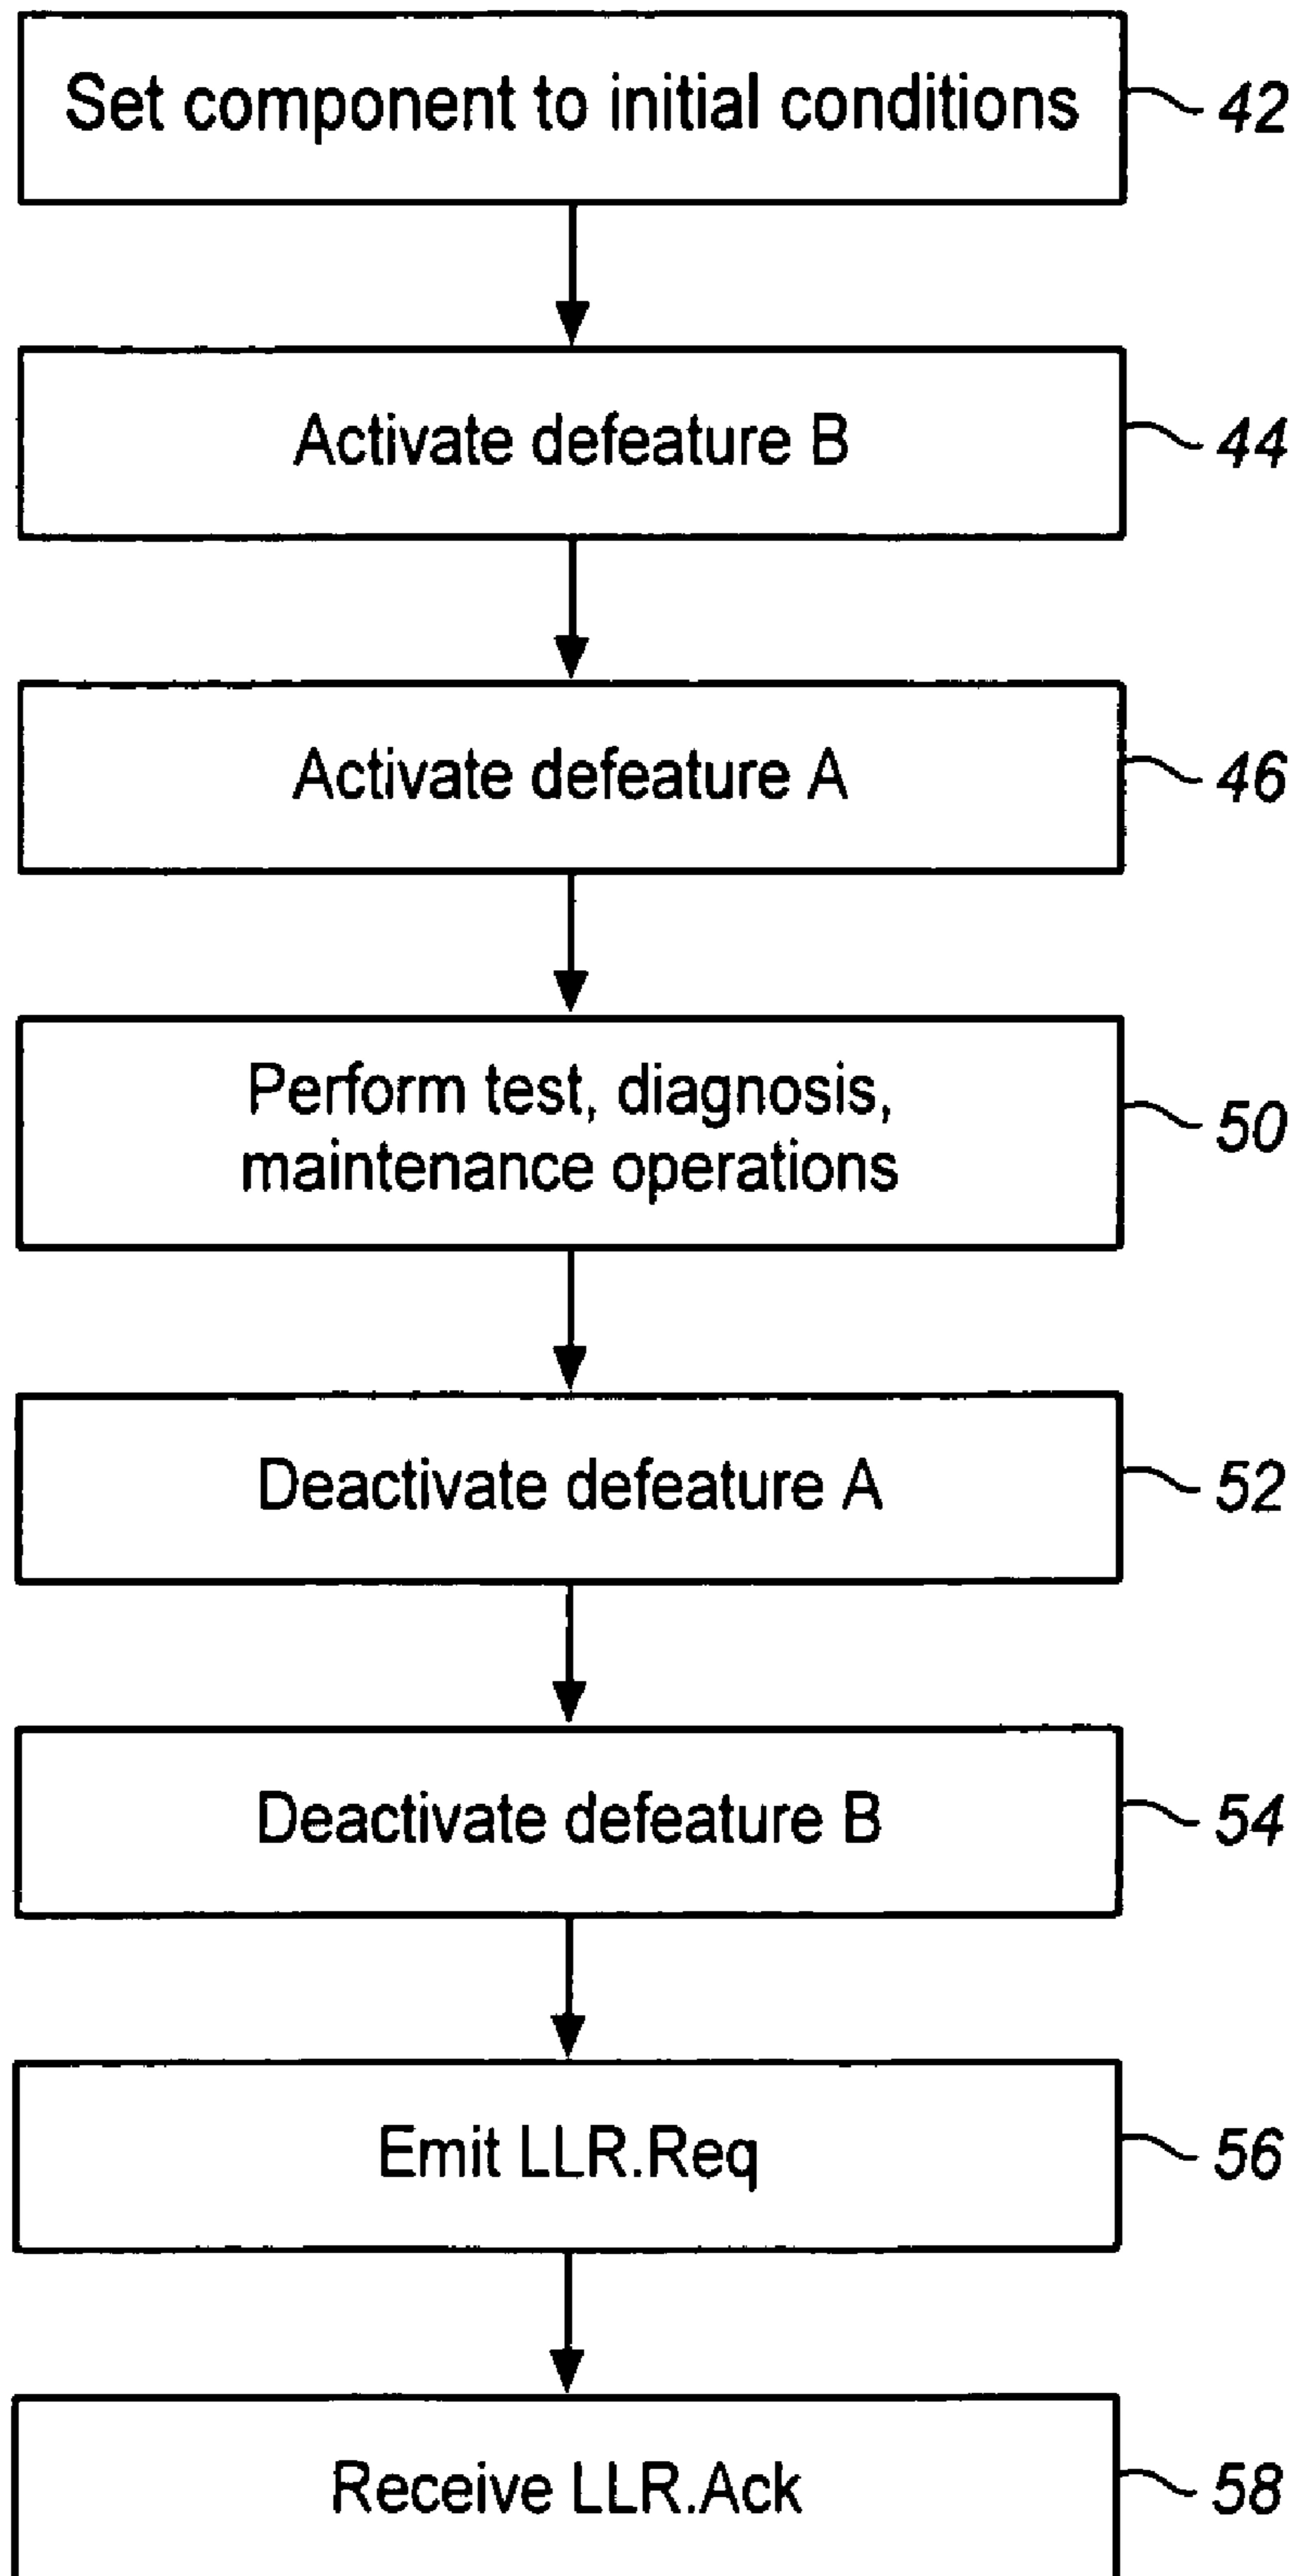 Set component to initial conditions
42
Activate defeature B
44
Activate defeature A
46
Perform test, diagnosis,
maintenance operations
50
Deactivate defeature A
52
Deactivate defeature B
54
Emit LLR.Req
56
Receive LLR.Ack
58